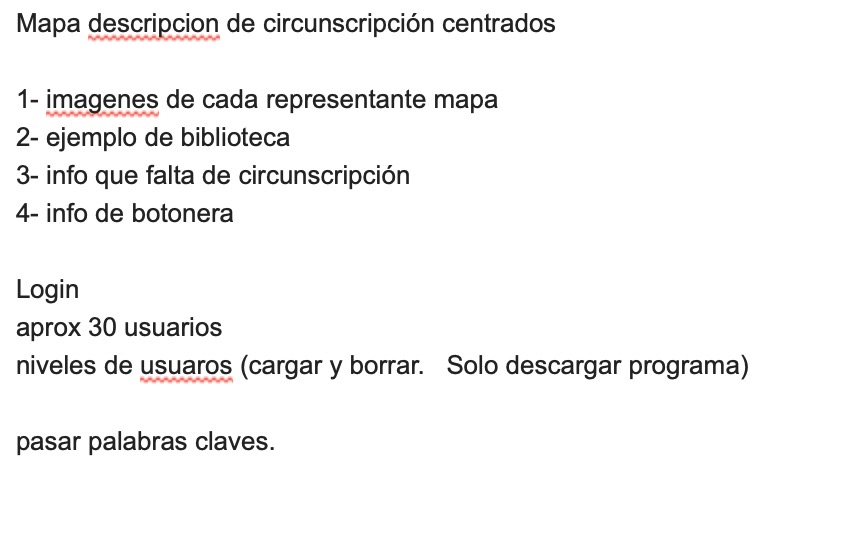 Mapa descripcion de circunscripción centrados
1- imagenes de cada representante mapa
2- ejemplo de biblioteca
3- info que falta de circunscripción
4- info de botonera
Login
aprox 30 usuarios
niveles de usuaros (cargar y borrar.   Solo descargar programa)
pasar palabras claves.